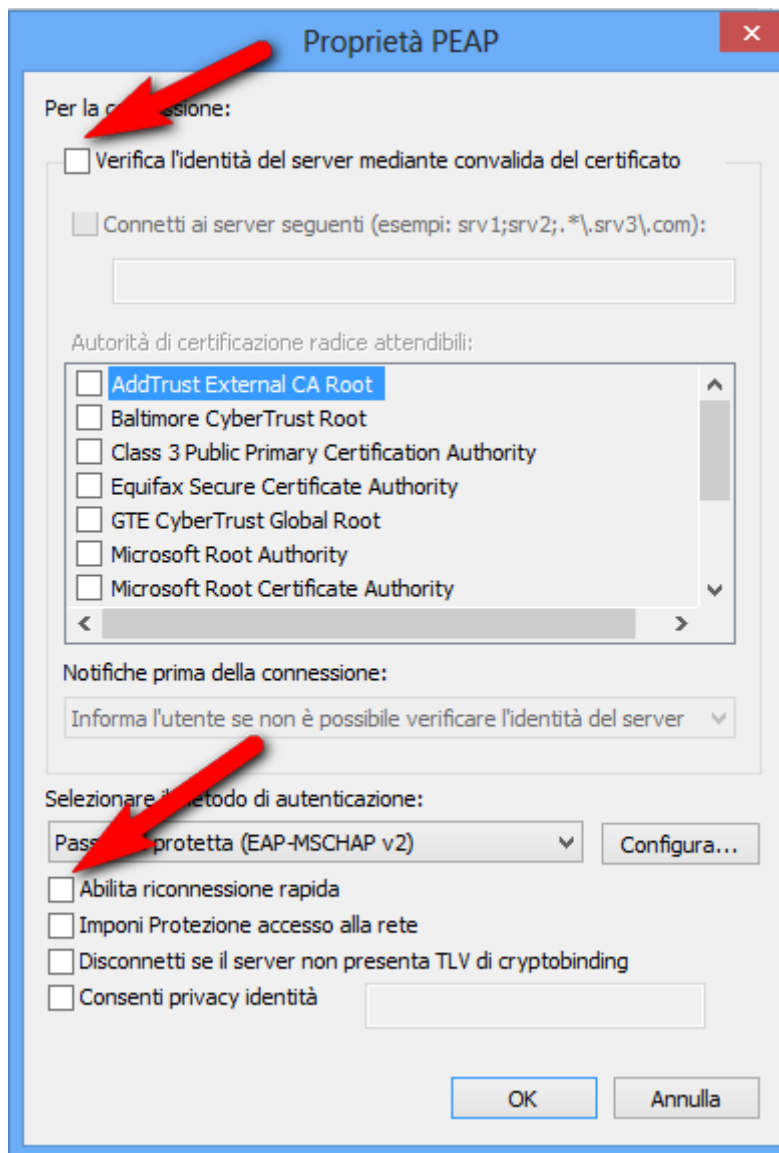 Proprietà PEAP
Per la connessione:
Verifica l'identità del server mediante convalida del certificato
Connetti ai server seguenti (esempi: srv1;srv2;.*\.srv3\.com):
Autorità di certificazione radice attendibili:
AddTrust External CA Root
Baltimore CyberTrust Root
Class 3 Public Primary Certification Authority
Equifax Secure Certificate Authority
GTE CyberTrust Global Root
Microsoft Root Authority
Microsoft Root Certificate Authority
Notifiche prima della connessione:
Informa l'utente se non è possibile verificare l'identità del server
Selezionare il metodo di autenticazione:
Password protetta (EAP-MSCHAP v2)
Configura...
Abilita riconnessione rapida
Imponi Protezione accesso alla rete
Disconnetti se il server non presenta TLV di cryptobinding
Consenti privacy identità
OK
Annulla